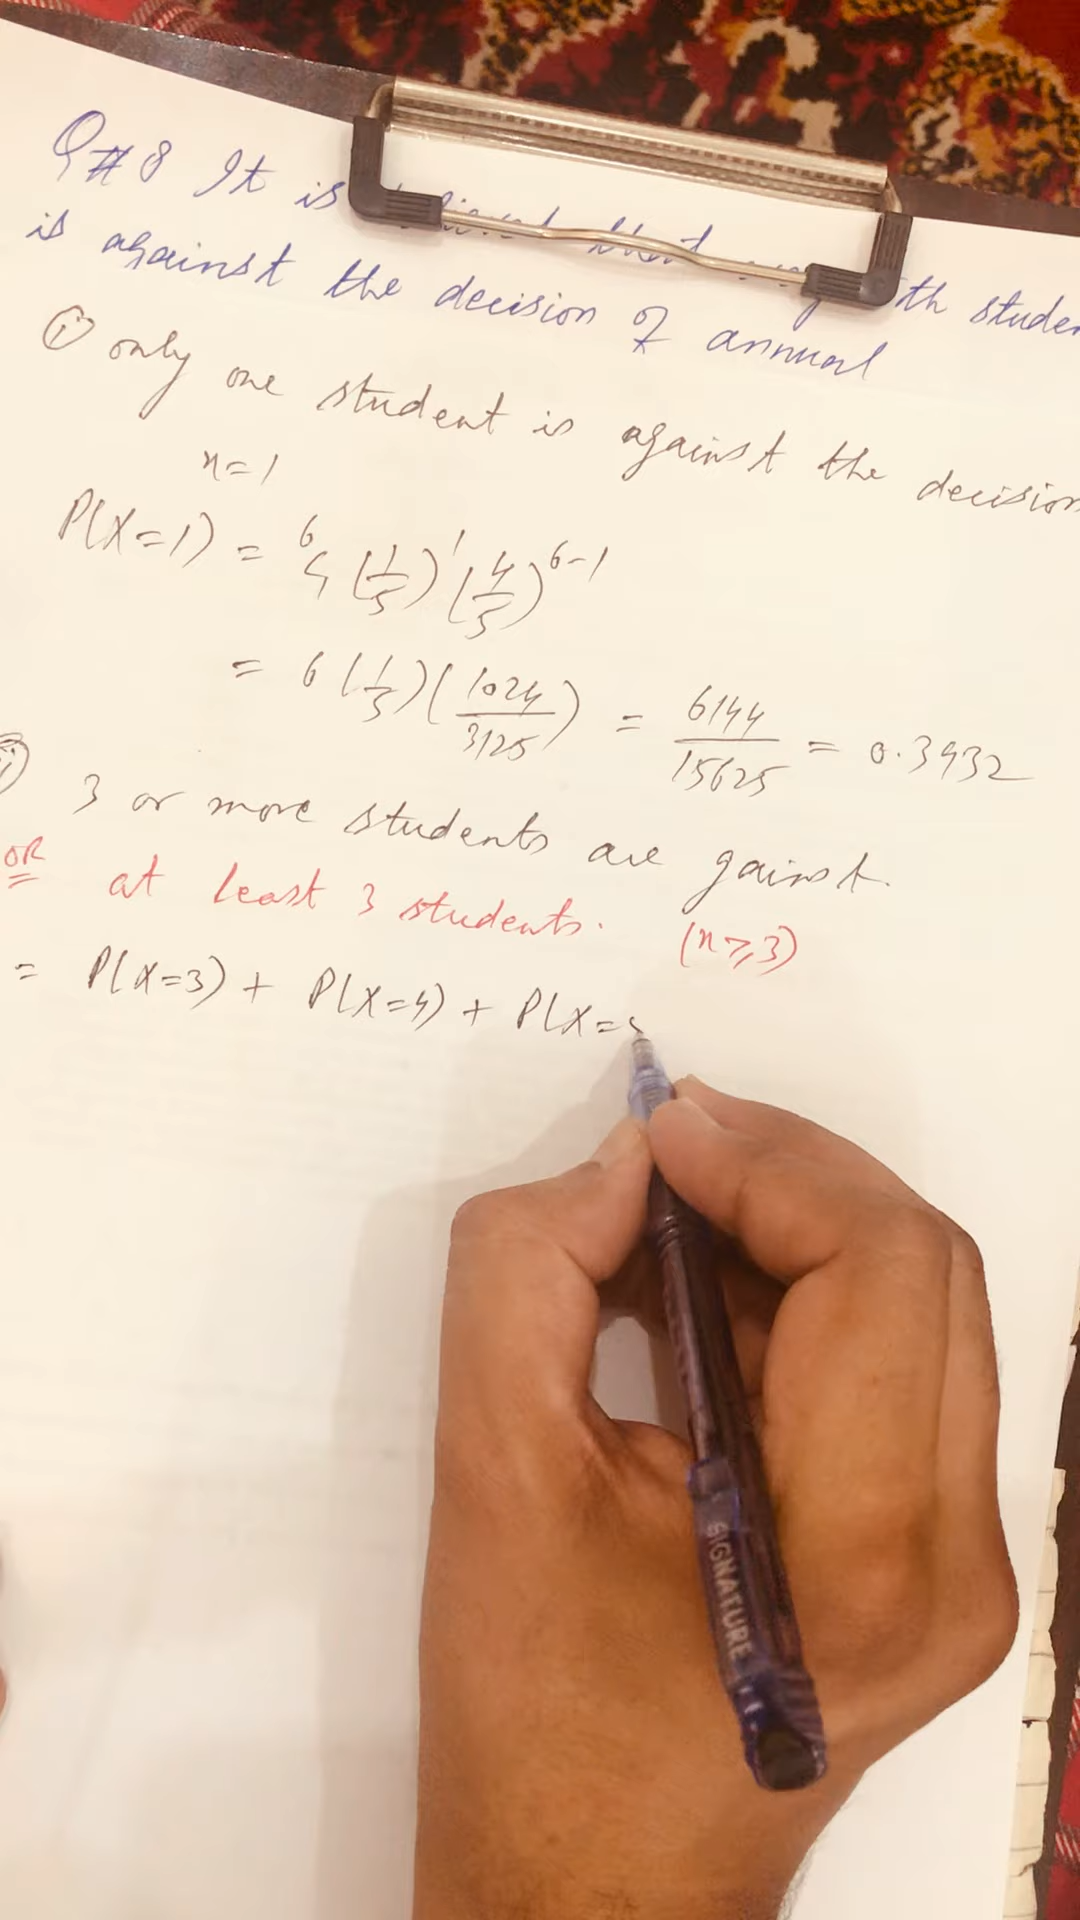 Q#8 It is that th studen
is against the decision of annual
(i) only one student is against the decision
x=1
P(X=1) = ⁶C₁ (1/5)¹ (4/5)⁶⁻¹
= 6 (1/5) (1024/3125) = 6144/15625 = 0.3932
(ii) 3 or more students are gainst.
OR at least 3 students. (x≥3)
= P(X=3) + P(X=4) + P(X=
SIGNATURE